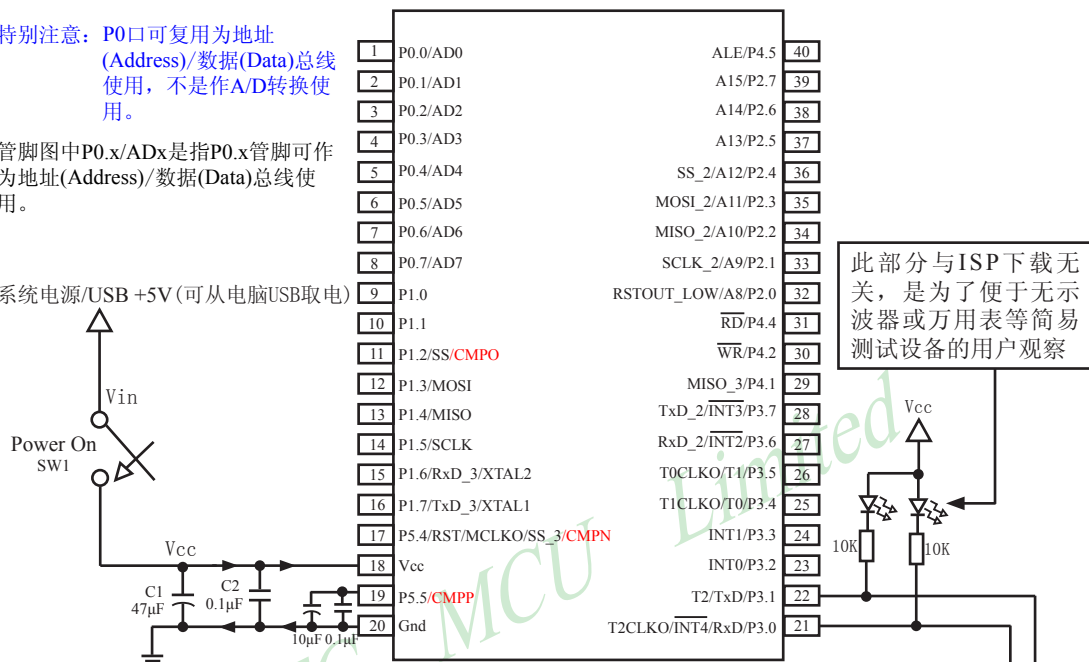 特别注意：P0口可复用为地址
(Address)/数据(Data)总线
使用，不是作A/D转换使
用。
管脚图中P0.x/ADx是指P0.x管脚可作
为地址(Address)/数据(Data)总线使
用。
系统电源/USB +5V(可从电脑USB取电)
Vin
Power On
SW1
Vcc
C1
47μF
C2
0.1μF
10μF 0.1μF
1 P0.0/AD0
2 P0.1/AD1
3 P0.2/AD2
4 P0.3/AD3
5 P0.4/AD4
6 P0.5/AD5
7 P0.6/AD6
8 P0.7/AD7
9 P1.0
10 P1.1
11 P1.2/SS/CMPO
12 P1.3/MOSI
13 P1.4/MISO
14 P1.5/SCLK
15 P1.6/RxD_3/XTAL2
16 P1.7/TxD_3/XTAL1
17 P5.4/RST/MCLKO/SS_3/CMPN
18 Vcc
19 P5.5/CMPP
20 Gnd
ALE/P4.5 40
A15/P2.7 39
A14/P2.6 38
A13/P2.5 37
SS_2/A12/P2.4 36
MOSI_2/A11/P2.3 35
MISO_2/A10/P2.2 34
SCLK_2/A9/P2.1 33
RSTOUT_LOW/A8/P2.0 32
RD/P4.4 31
WR/P4.2 30
MISO_3/P4.1 29
TxD_2/INT3/P3.7 28
RxD_2/INT2/P3.6 27
T0CLKO/T1/P3.5 26
T1CLKO/T0/P3.4 25
INT1/P3.3 24
INT0/P3.2 23
T2/TxD/P3.1 22
T2CLKO/INT4/RxD/P3.0 21
此部分与ISP下载无
关，是为了便于无示
波器或万用表等简易
测试设备的用户观察
Vcc
10K
10K
MCU Limited